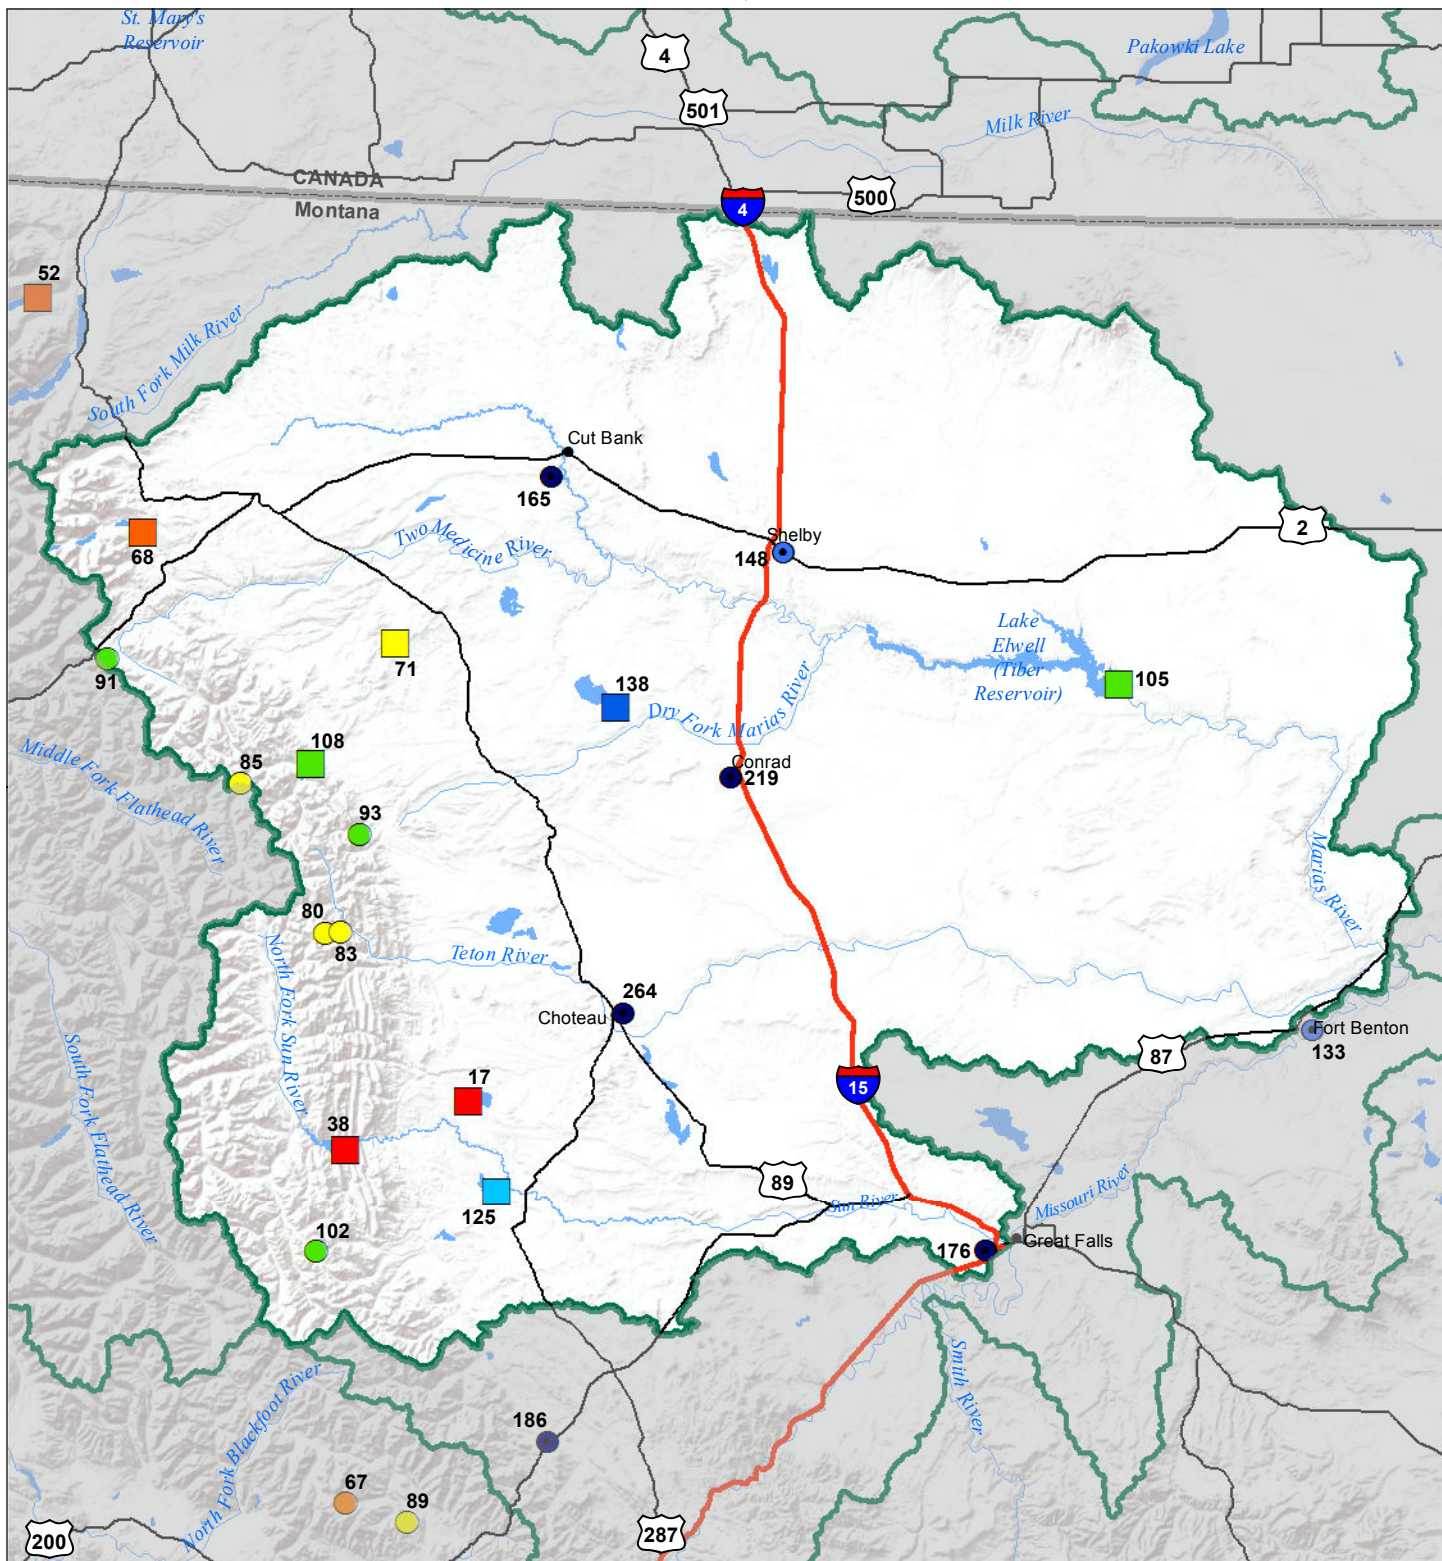 St. Mary's
Reservoir
4
Pakowki Lake
501
Milk River
CANADA
Montana
4
500
52
South Fork Milk River
Cut Bank
165
Two Medicine River
Shelby
148
2
68
Lake
Elwell
(Tiber
Reservoir)
71
91
105
138
Dry Fork Marias River
Middle Fork Flathead River
108
85
Conrad
219
93
Marias River
80
83
North Fork Sun River
Teton River
264
Choteau
Fort Benton
133
87
15
South Fork Flathead River
17
38
125
89
Sun River
Missouri River
102
176
Great Falls
Smith River
North Fork Blackfoot River
186
67
89
200
287